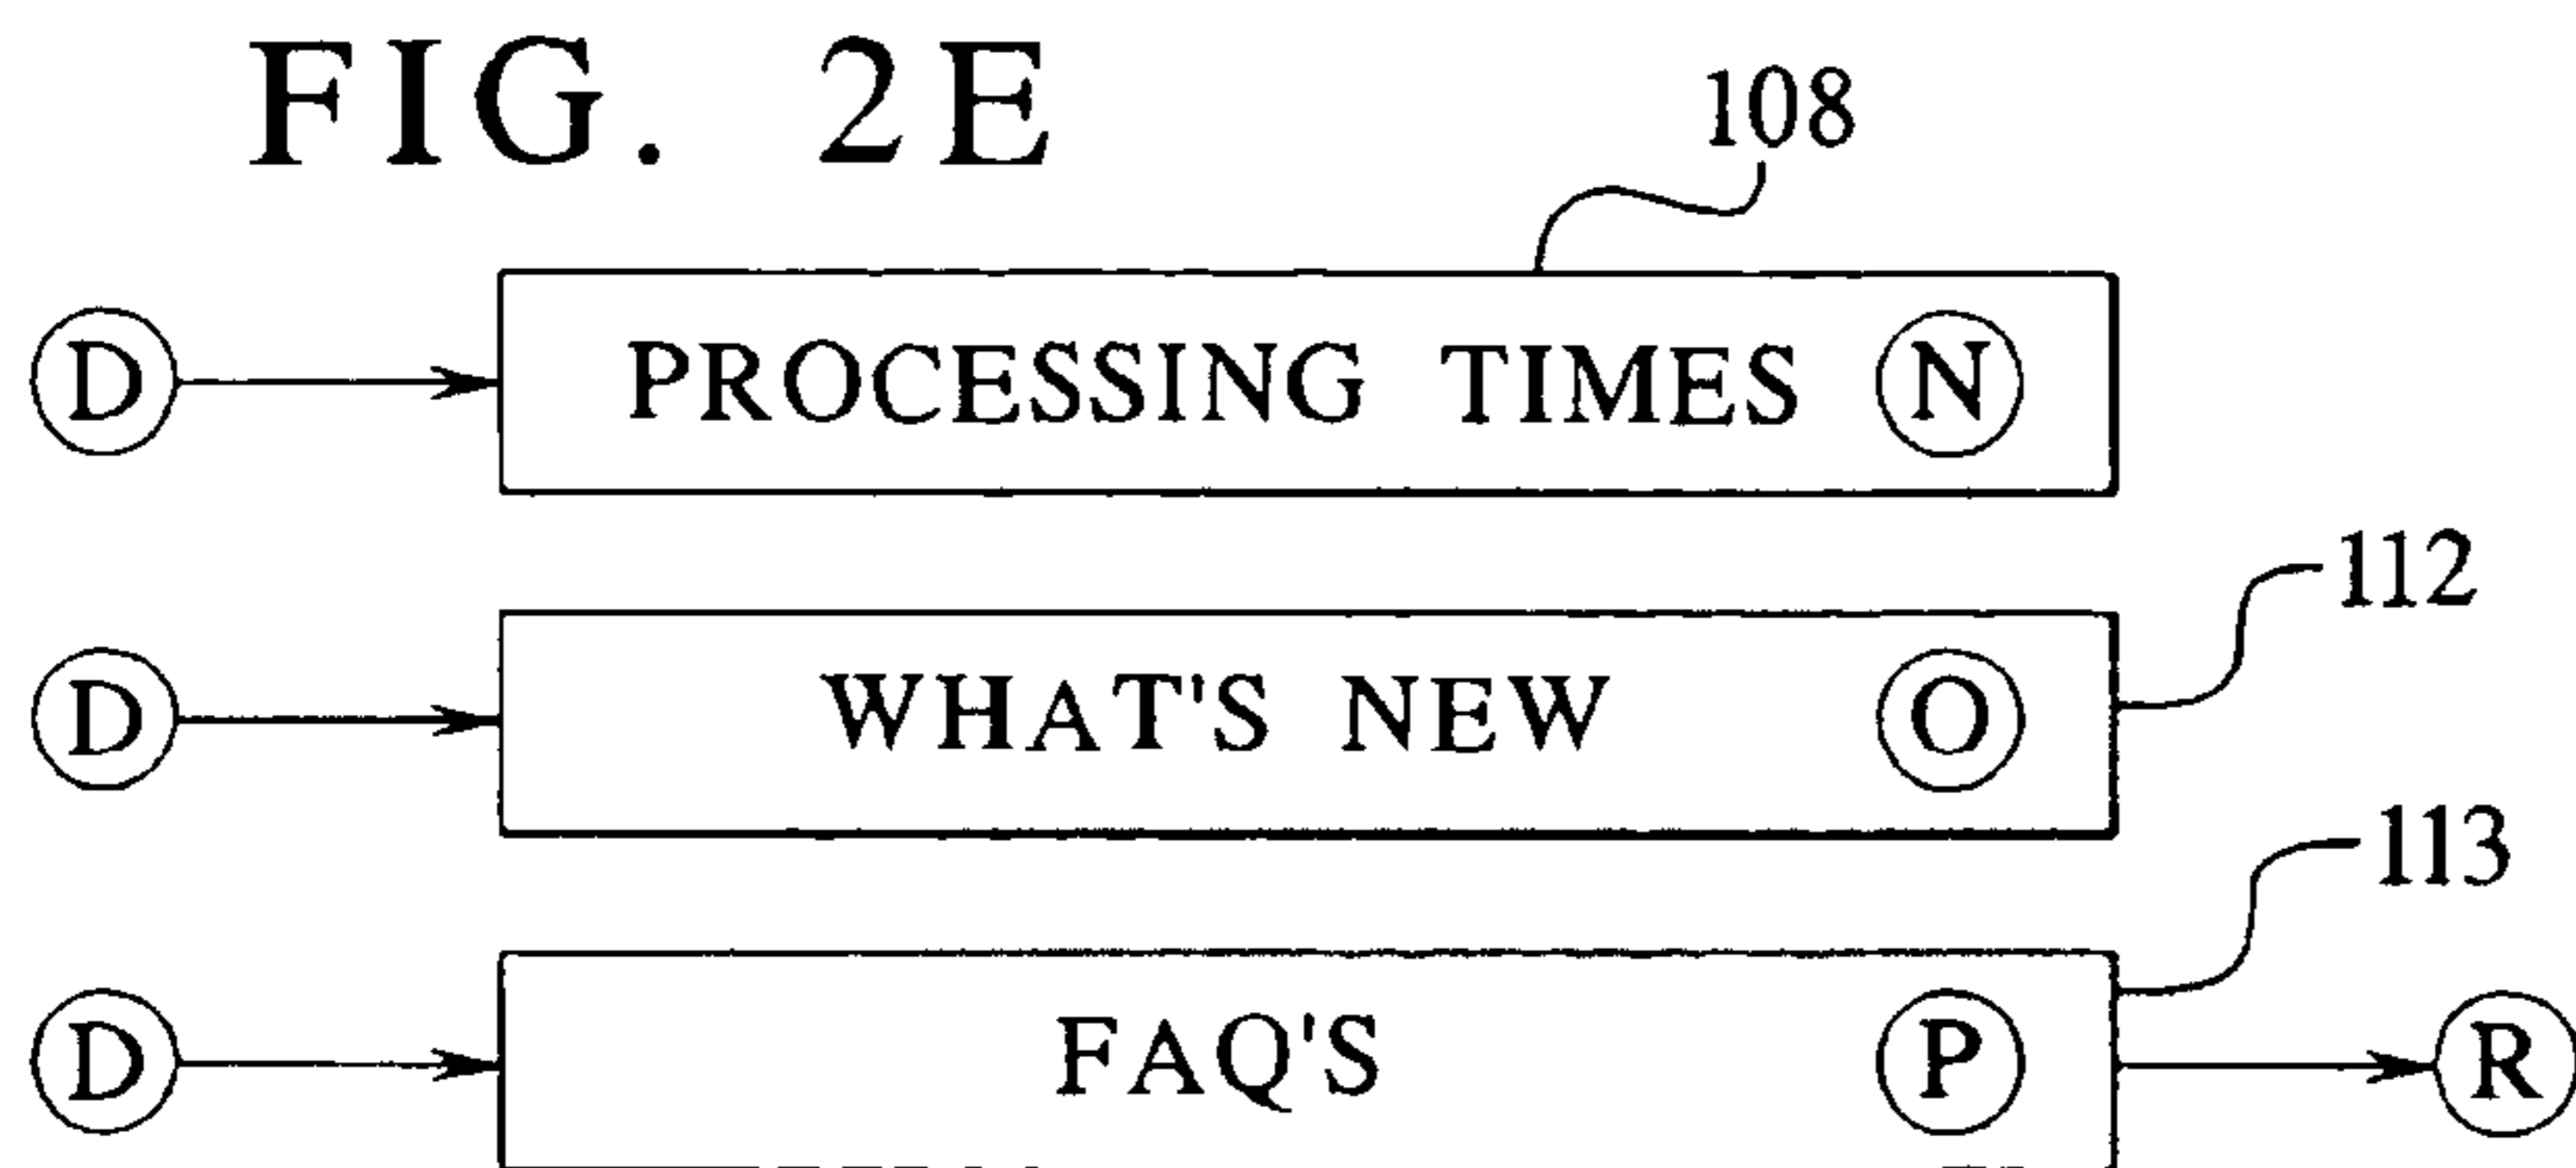 FIG. 2E
108
D PROCESSING TIMES N
112
D WHAT'S NEW O
113
D FAQ'S P R